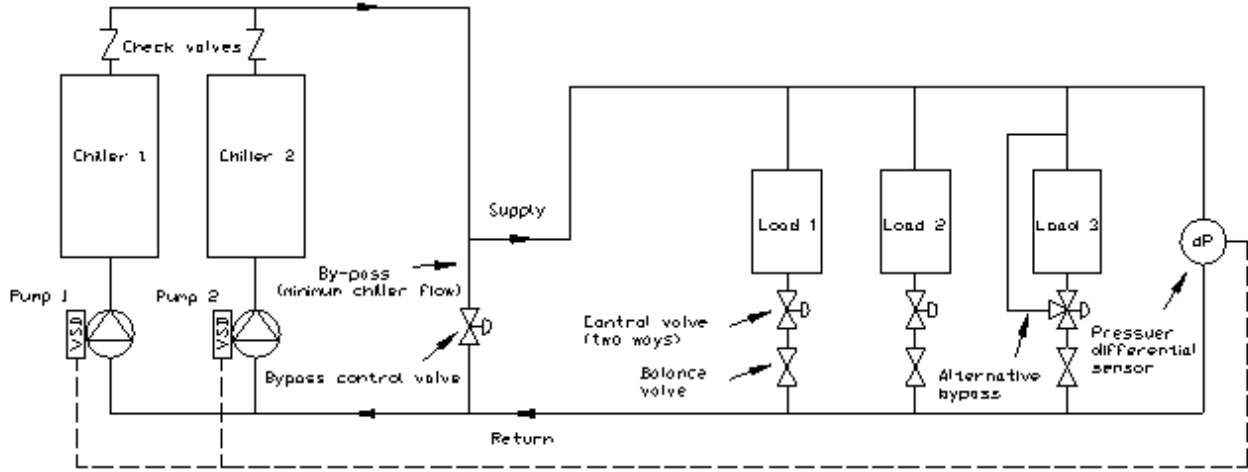 Check valves
Chiller 1
Chiller 2
Supply
Load 1
Load 2
Load 3
dP
By-pass
(minimum chiller flow)
Pump 1
Pump 2
VSD
VSD
Control valve
(two ways)
Pressuer
differential
sensor
Bypass control valve
Balance
valve
Alternative
bypass
Return